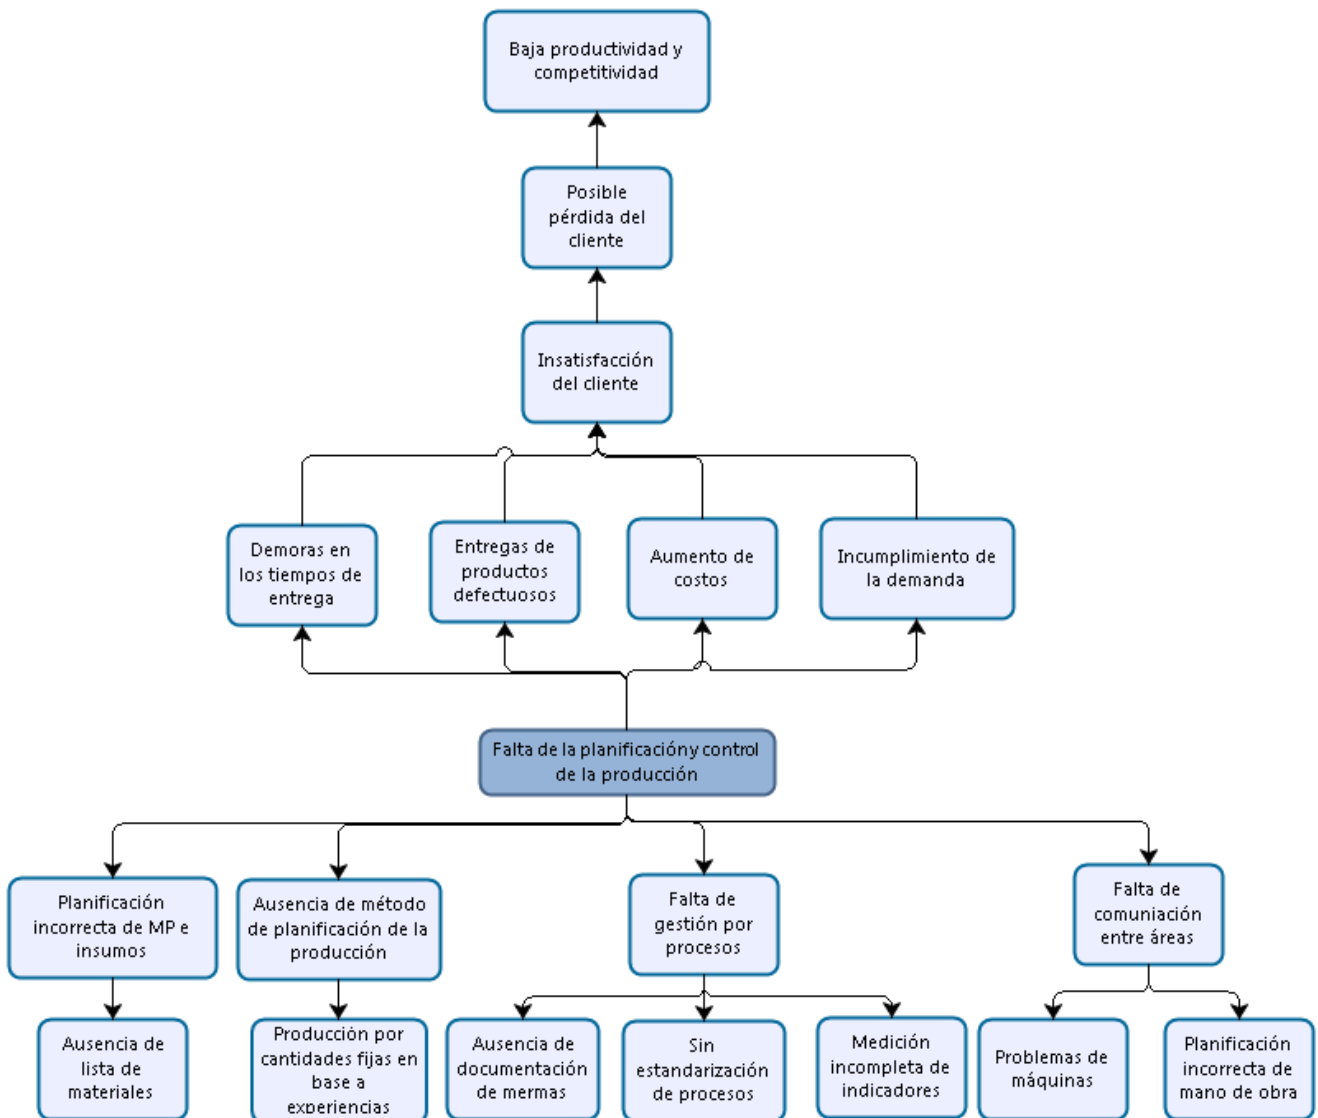 Baja productividad y
competitividad
Posible
pérdida del
cliente
Insatisfacción
del cliente
Demoras en
los tiempos de
entrega
Entregas de
productos
defectuosos
Aumento de
costos
Incumplimiento de
la demanda
Falta de la planificación y control
de la producción
Planificación
incorrecta de MP e
insumos
Ausencia de método
de planificación de la
producción
Falta de
gestión por
procesos
Falta de
comuniación
entre áreas
Ausencia de
lista de
materiales
Producción por
cantidades fijas en
base a
experiencias
Ausencia de
documentación
de mermas
Sin
estandarización
de procesos
Medición
incompleta de
indicadores
Problemas de
máquinas
Planificación
incorrecta de
mano de obra